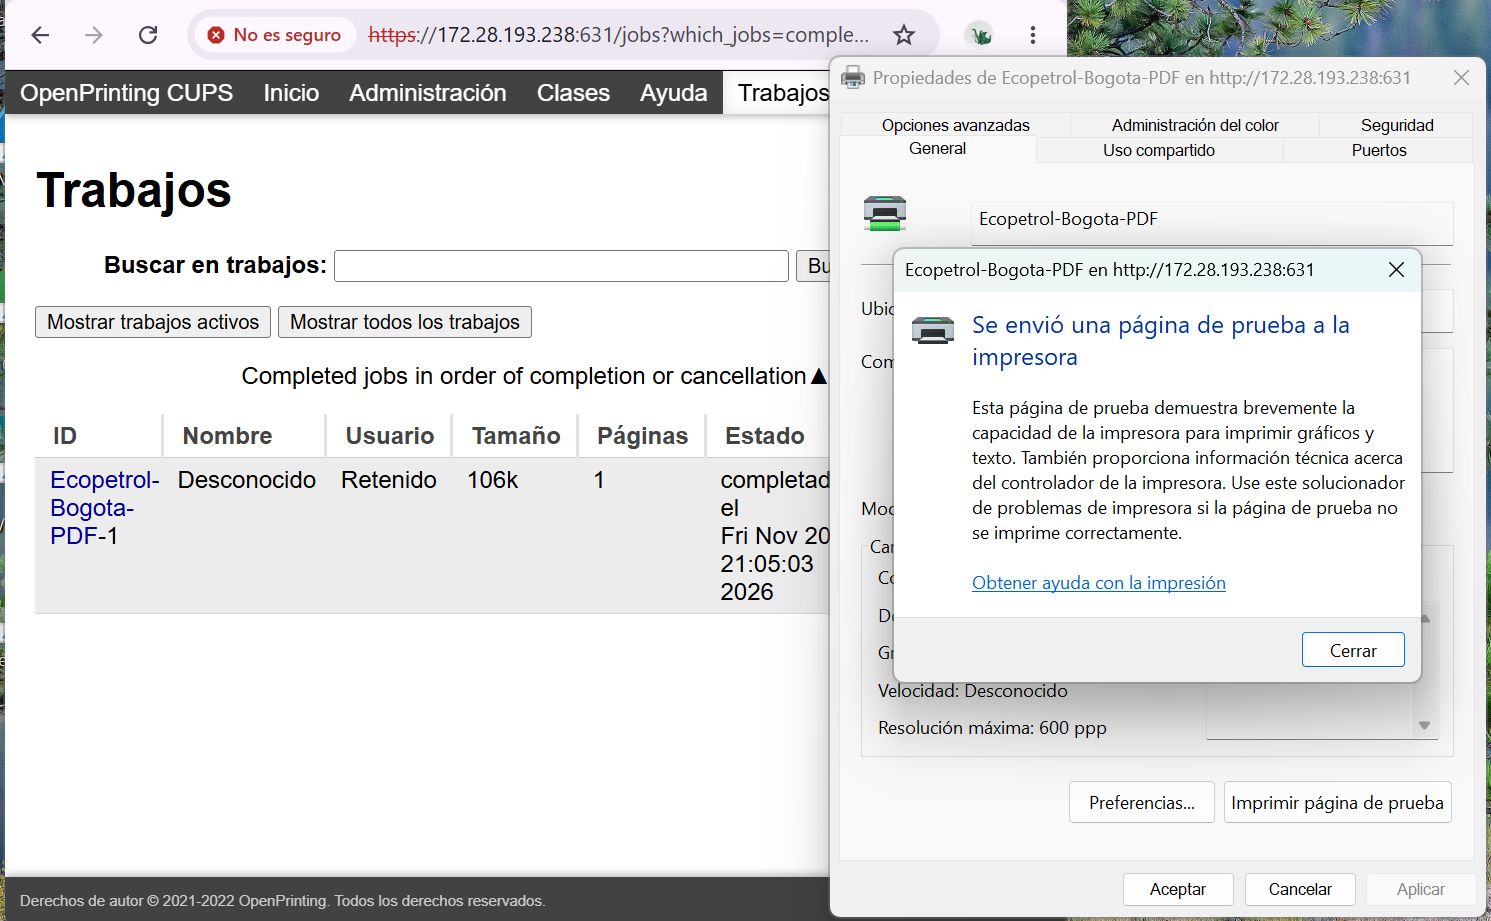 No es seguro
https://172.28.193.238:631/jobs?which_jobs=comple...
OpenPrinting CUPS Inicio Administración Clases Ayuda Trabajos
Trabajos
Buscar en trabajos: Bu
Mostrar trabajos activos Mostrar todos los trabajos
Completed jobs in order of completion or cancellation▲
ID Nombre Usuario Tamaño Páginas Estado
Ecopetrol-Bogota-PDF-1 Desconocido Retenido 106k 1 completad
el
Fri Nov 20
21:05:03
2026
Derechos de autor © 2021-2022 OpenPrinting. Todos los derechos reservados.
Propiedades de Ecopetrol-Bogota-PDF en http://172.28.193.238:631
Opciones avanzadas Administración del color Seguridad
General Uso compartido Puertos
Ecopetrol-Bogota-PDF
Ecopetrol-Bogota-PDF en http://172.28.193.238:631
Se envió una página de prueba a la
impresora
Esta página de prueba demuestra brevemente la
capacidad de la impresora para imprimir gráficos y
texto. También proporciona información técnica acerca
del controlador de la impresora. Use este solucionador
de problemas de impresora si la página de prueba no
se imprime correctamente.
Obtener ayuda con la impresión
Cerrar
Velocidad: Desconocido
Resolución máxima: 600 ppp
Preferencias... Imprimir página de prueba
Aceptar Cancelar Aplicar